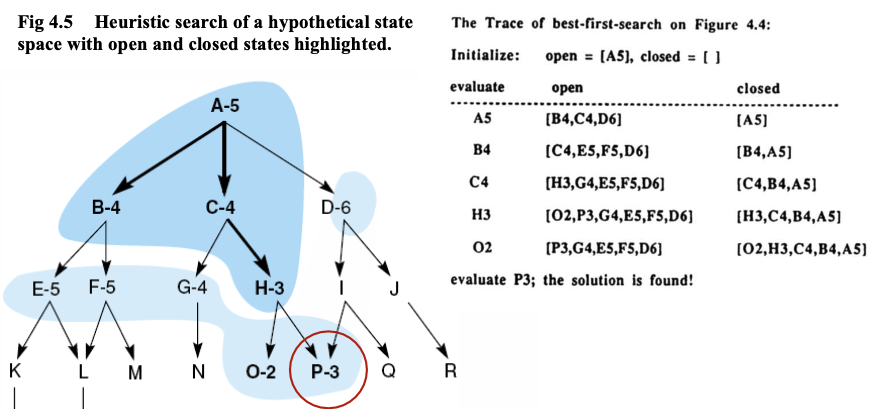 Fig 4.5 Heuristic search of a hypothetical state
space with open and closed states highlighted.
A-5
B-4 C-4 D-6
E-5 F-5 G-4 H-3 I J
K L M N O-2 P-3 Q R
The Trace of best-first-search on Figure 4.4:
Initialize: open = [A5], closed = [ ]
evaluate open closed
A5 [B4,C4,D6] [A5]
B4 [C4,E5,F5,D6] [B4,A5]
C4 [H3,G4,E5,F5,D6] [C4,B4,A5]
H3 [O2,P3,G4,E5,F5,D6] [H3,C4,B4,A5]
O2 [P3,G4,E5,F5,D6] [O2,H3,C4,B4,A5]
evaluate P3; the solution is found!